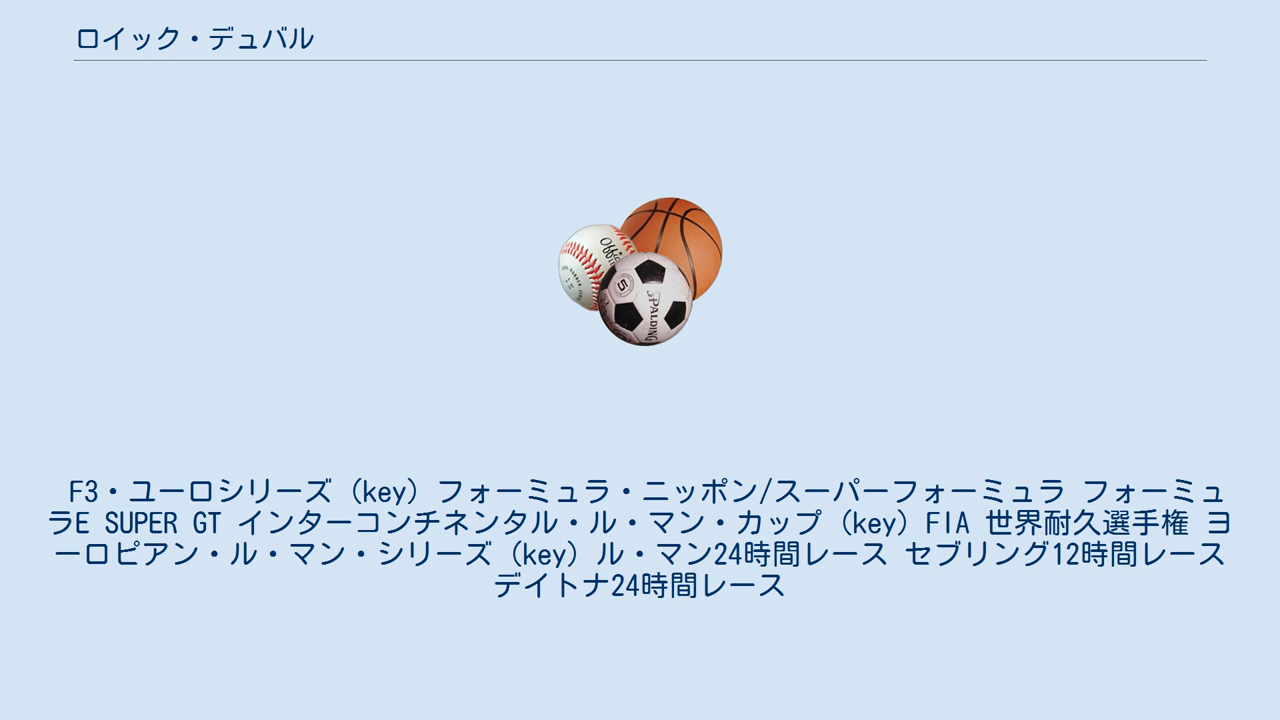 ロイック・デュバル
Offic
5
SPALDING
F3・ユーロシリーズ (key) フォーミュラ・ニッポン/スーパーフォーミュラ フォーミュ
ラE SUPER GT インターコンチネンタル・ル・マン・カップ (key) FIA 世界耐久選手権 ヨ
ーロピアン・ル・マン・シリーズ (key) ル・マン24時間レース セブリング12時間レース
デイトナ24時間レース